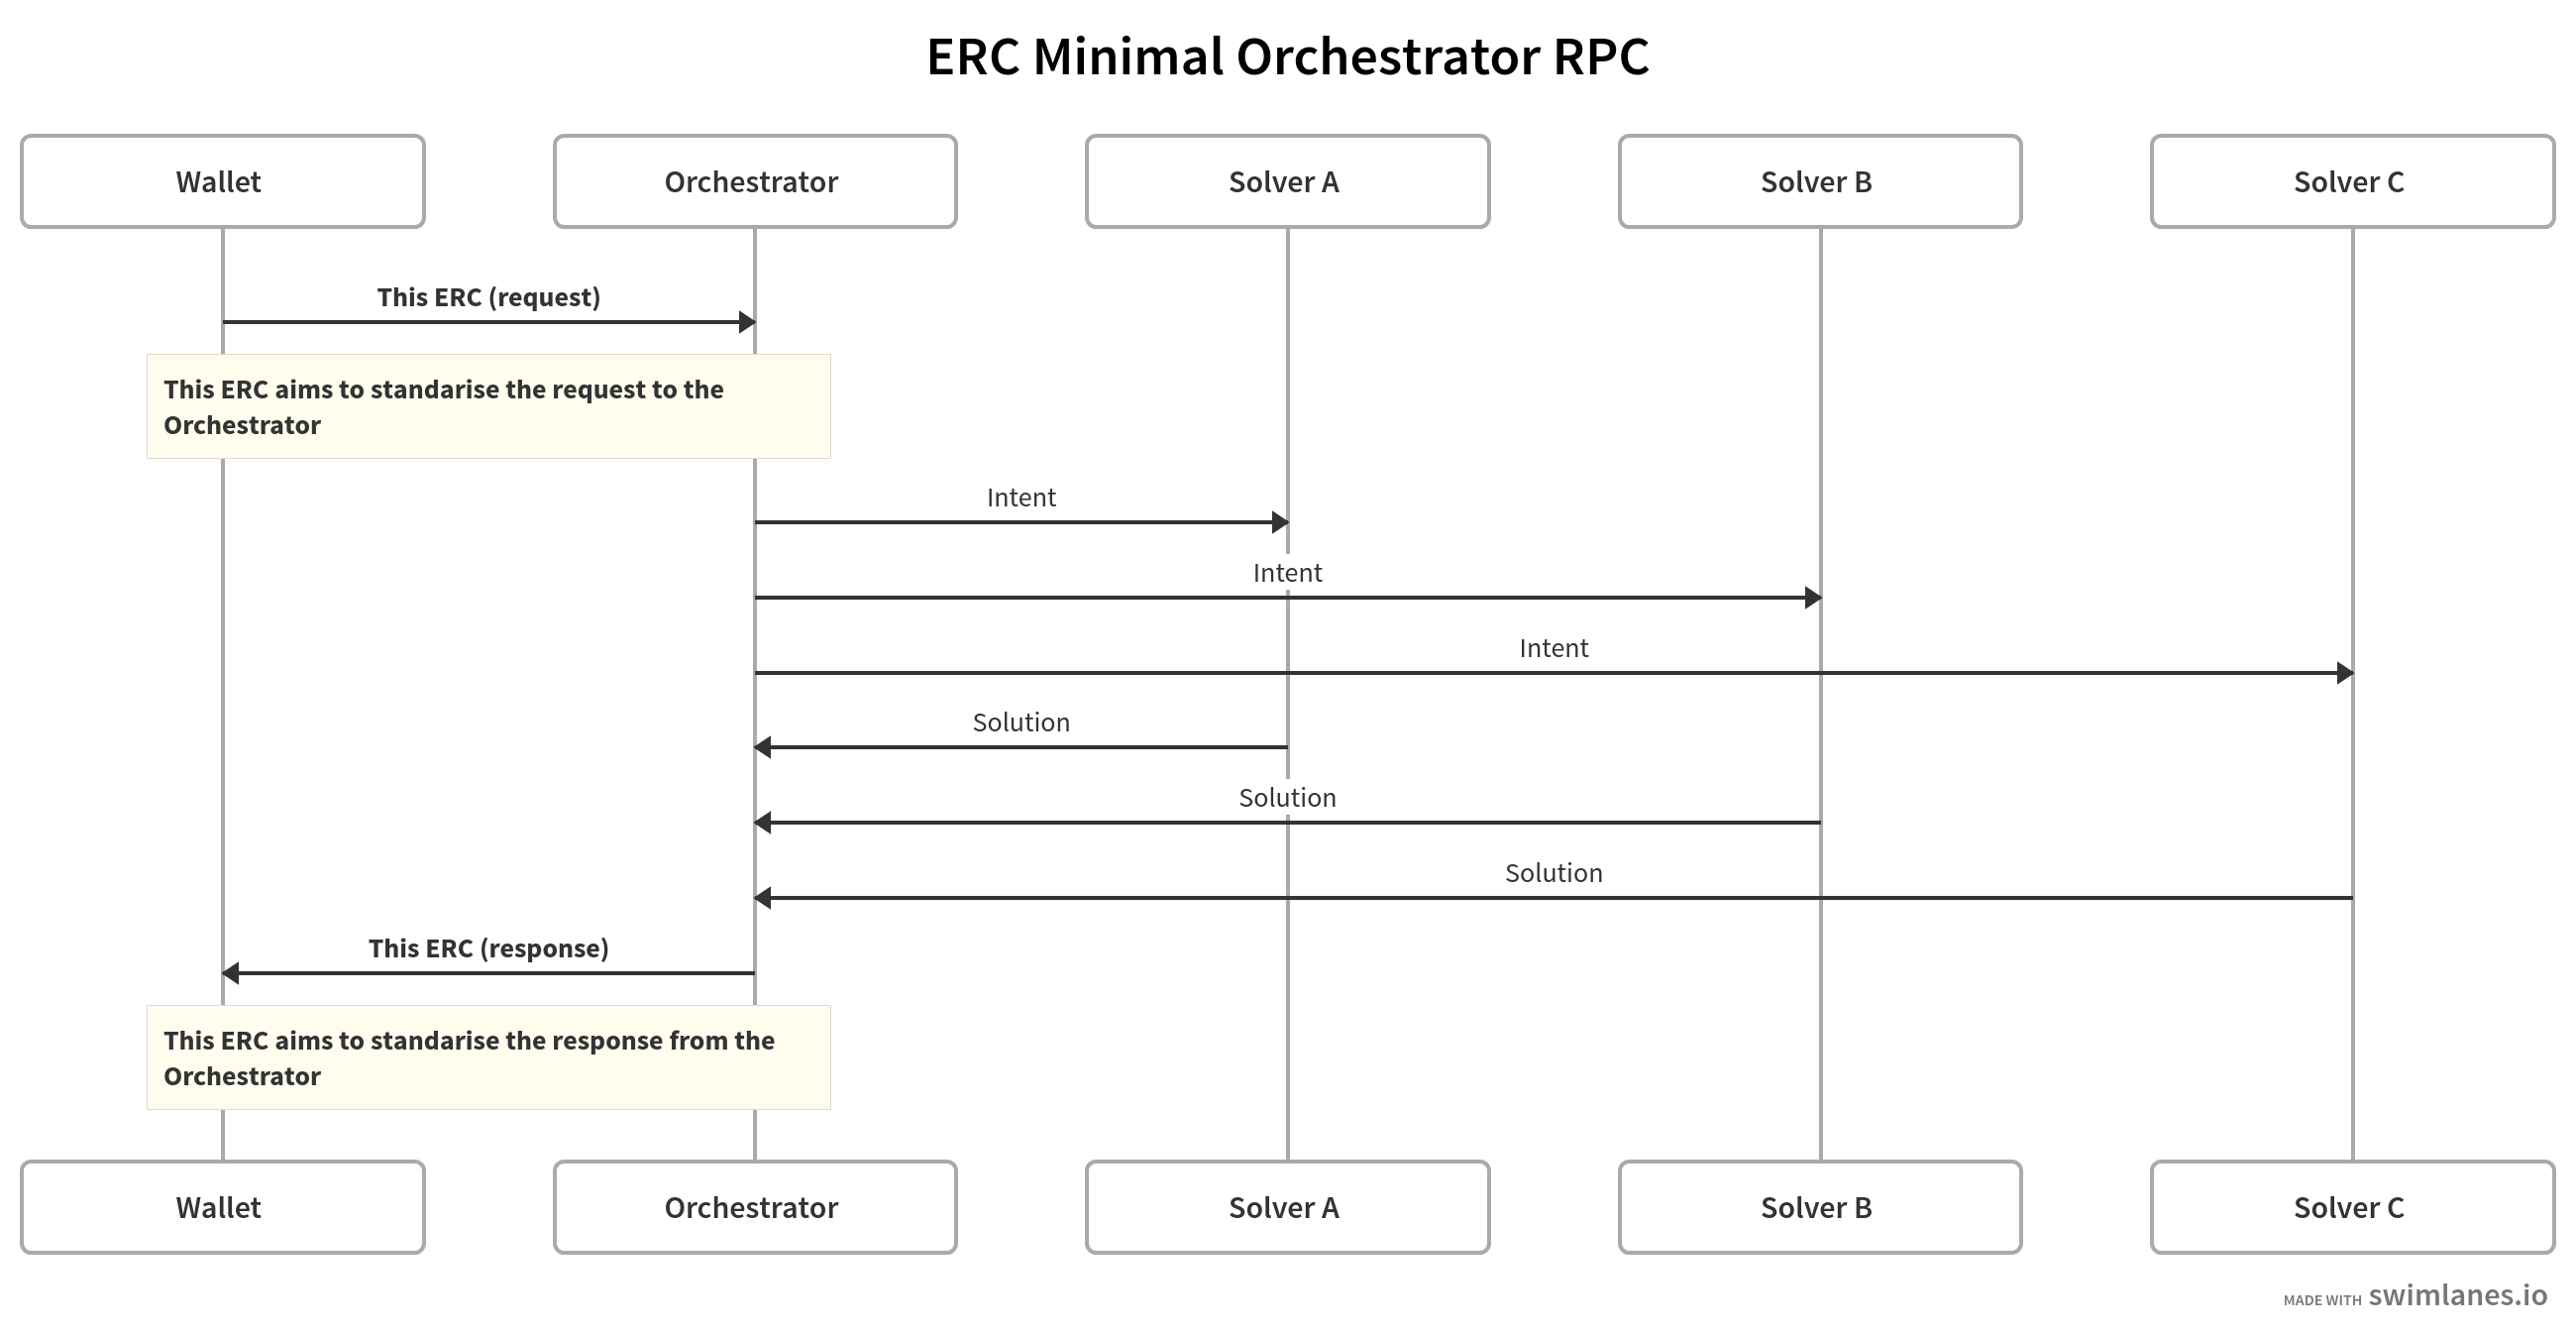 ERC Minimal Orchestrator RPC
Wallet
Orchestrator
Solver A
Solver B
Solver C
This ERC (request)
This ERC aims to standarise the request to the
Orchestrator
Intent
Intent
Intent
Solution
Solution
Solution
This ERC (response)
This ERC aims to standarise the response from the
Orchestrator
Wallet
Orchestrator
Solver A
Solver B
Solver C
MADE WITH swimlanes.io